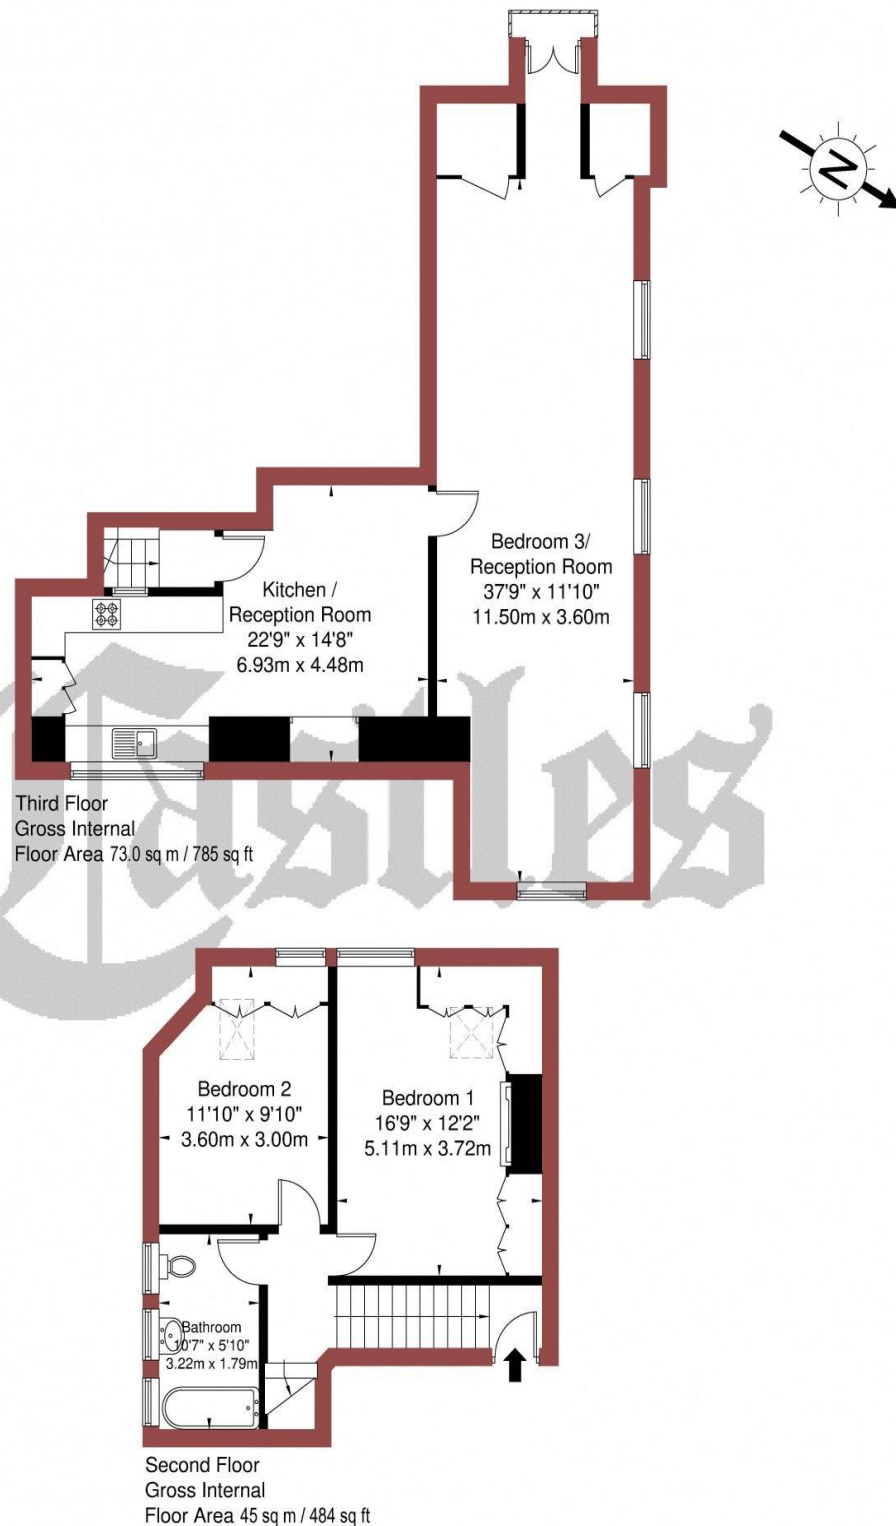 N
Bedroom 3/
Reception Room
37'9" x 11'10"
11.50m x 3.60m
Kitchen /
Reception Room
22'9" x 14'8"
6.93m x 4.48m
Castles
Third Floor
Gross Internal
Floor Area 73.0 sq m / 785 sq ft
Bedroom 2
11'10" x 9'10"
3.60m x 3.00m
Bedroom 1
16'9" x 12'2"
5.11m x 3.72m
Bathroom
10'7" x 5'10"
3.22m x 1.79m
Second Floor
Gross Internal
Floor Area 45 sq m / 484 sq ft